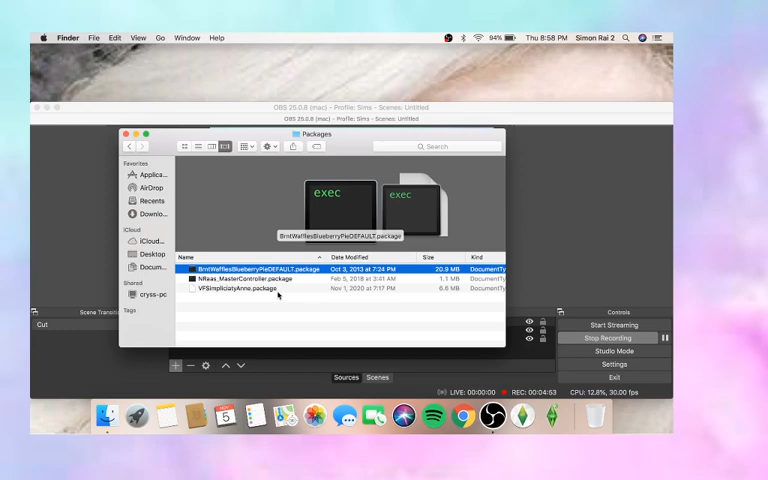 Finder File Edit View Go Window Help 94% Thu 8:58 PM Simon Rai 2
OBS 25.0.8 (mac) - Profile: Sims - Scenes: Untitled
OBS 25.0.8 (mac) - Profile: Sims - Scenes: Untitled
Packages
Search
Favorites
Applica...
AirDrop
Recents
Downlo...
iCloud
iCloud...
Desktop
Docum...
Shared
cryss-pc
Tags
exec
exec
BrntWafflesBlueberryPieDEFAULT.package
Name Date Modified Size Kind
BrntWafflesBlueberryPieDEFAULT.package Oct 3, 2013 at 7:24 PM 20.9 MB DocumentTy
NRaas_MasterController.package Feb 5, 2018 at 3:41 AM 1.1 MB DocumentTy
VFSimpliciatyAnne.package Nov 1, 2020 at 7:17 PM 6.6 MB DocumentTy
Scene Transiti
Cut
Controls
Start Streaming
Stop Recording
Studio Mode
Settings
Exit
Sources Scenes
LIVE: 00:00:00 REC: 00:04:53 CPU: 12.8%, 30.00 fps
NOV
5